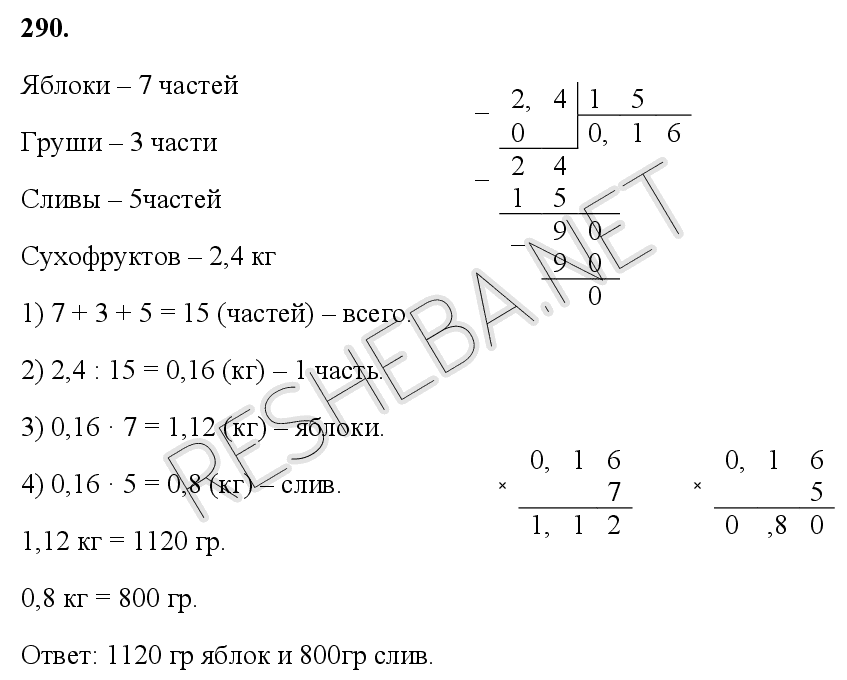 290.
Яблоки – 7 частей
Груши – 3 части
Сливы – 5частей
Сухофруктов – 2,4 кг
1) 7 + 3 + 5 = 15 (частей) – всего.
2) 2,4 : 15 = 0,16 (кг) – 1 часть.
3) 0,16 · 7 = 1,12 (кг) – яблоки.
4) 0,16 · 5 = 0,8 (кг) – слив.
1,12 кг = 1120 гр.
0,8 кг = 800 гр.
Ответ: 1120 гр яблок и 800гр слив.
– 2, 4 1 5
0 0, 1 6
– 2 4
1 5
– 9 0
9 0
0
0, 1 6
× 7
1, 1 2
0, 1 6
× 5
0 ,8 0
RESHEBA.NET